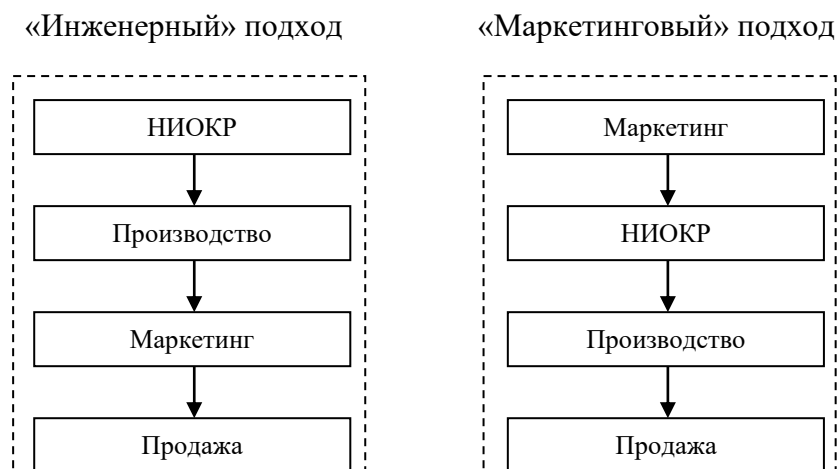 «Инженерный» подход
НИОКР
Производство
Маркетинг
Продажа
«Маркетинговый» подход
Маркетинг
НИОКР
Производство
Продажа